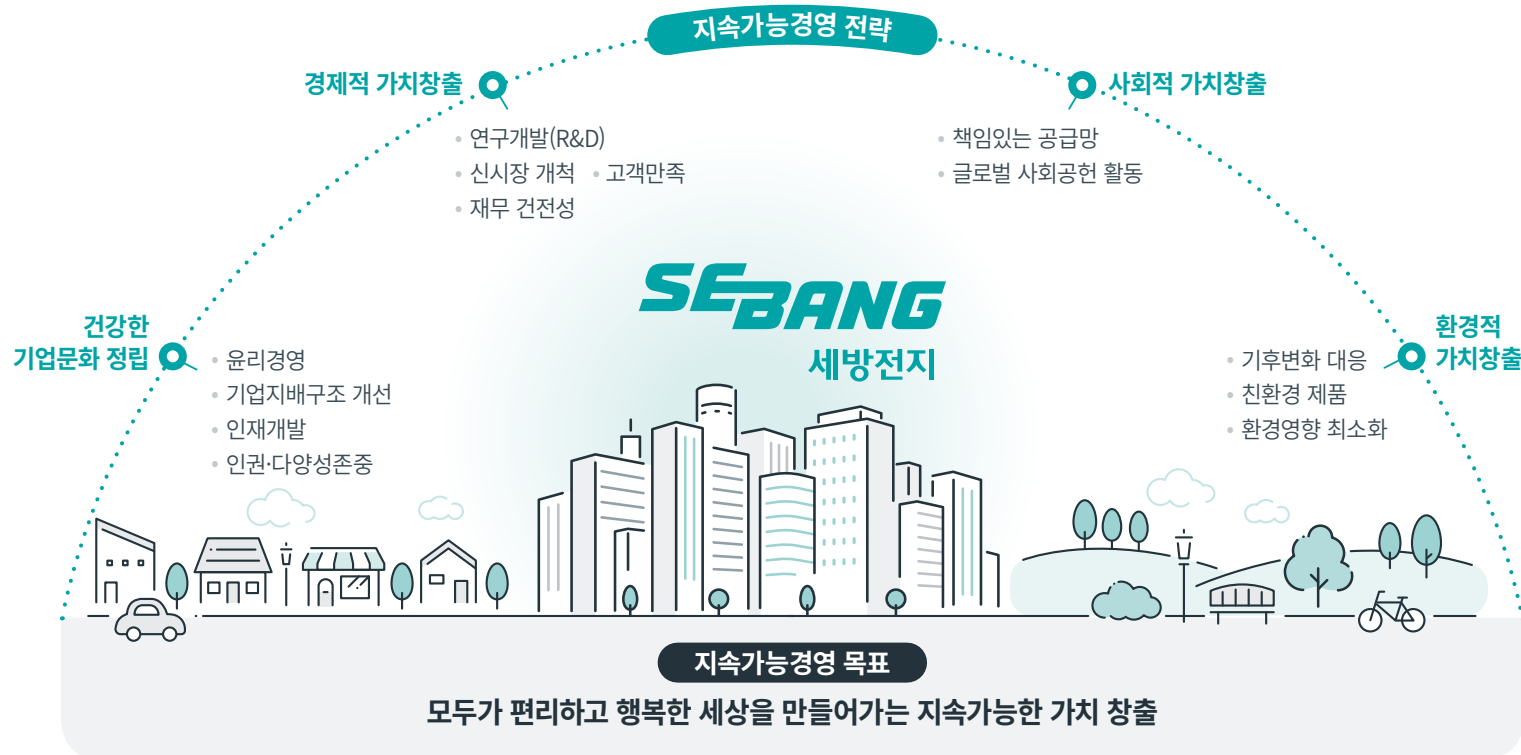 지속가능경영 전략
경제적 가치창출
• 연구개발(R&D)
• 신시장 개척 • 고객만족
• 재무 건전성
사회적 가치창출
• 책임있는 공급망
• 글로벌 사회공헌 활동
건강한
기업문화 정립
• 윤리경영
• 기업지배구조 개선
• 인재개발
• 인권·다양성존중
SEBANG
세방전지
환경적
가치창출
• 기후변화 대응
• 친환경 제품
• 환경영향 최소화
지속가능경영 목표
모두가 편리하고 행복한 세상을 만들어가는 지속가능한 가치 창출